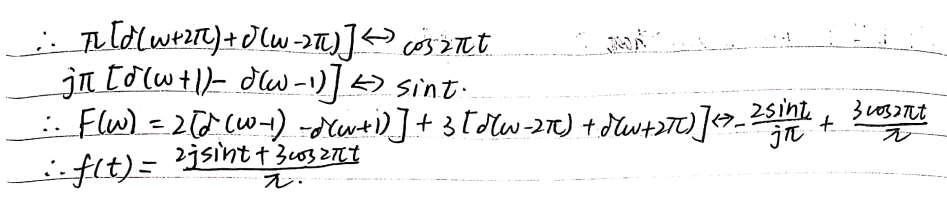 ∴ π[δ(ω+2π)+δ(ω-2π)]↔cos2πt
jπ[δ(ω+1)-δ(ω-1)]↔sint.
∴ F(ω)=2[δ(ω-1)-δ(ω+1)]+3[δ(ω-2π)+δ(ω+2π)]↔-2sint/jπ+3cos2πt/π
∴ f(t)=2jsint+3cos2πt/π.